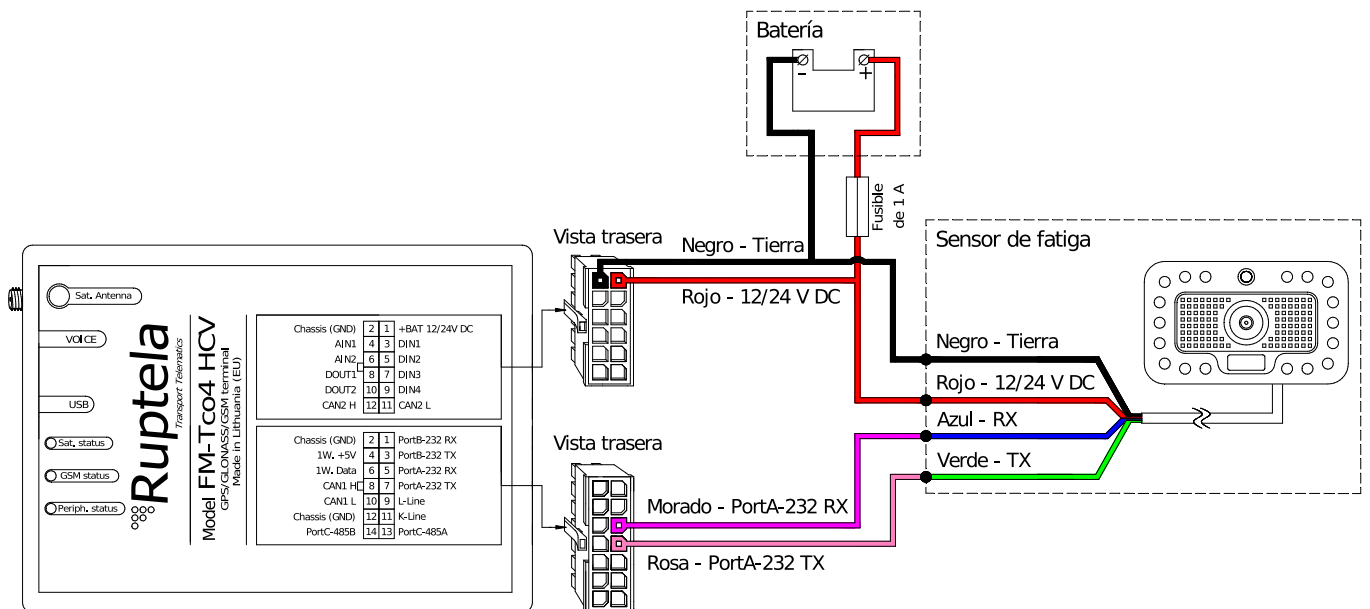 Batería
- +
Fusible
de 1 A
Sensor de fatiga
Vista trasera
Negro - Tierra
Rojo - 12/24 V DC
Negro - Tierra
Rojo - 12/24 V DC
Azul - RX
Verde - TX
Vista trasera
Morado - PortA-232 RX
Rosa - PortA-232 TX
Sat. Antenna
VOICE
USB
Sat. status
GSM status
Periph. status
Ruptela
Transport Telematics
Model FM-Tco4 HCV
GPS/GLONASS/GSM terminal
Made in Lithuania (EU)
Chassis (GND) 2 1 +BAT 12/24V DC
AIN1 4 3 DIN1
AIN2 6 5 DIN2
DOUT1 8 7 DIN3
DOUT2 10 9 DIN4
CAN2 H 12 11 CAN2 L
Chassis (GND) 2 1 PortB-232 RX
1W. +5V 4 3 PortB-232 TX
1W. Data 6 5 PortA-232 RX
CAN1 H 8 7 PortA-232 TX
CAN1 L 10 9 L-Line
Chassis (GND) 12 11 K-Line
PortC-485B 14 13 PortC-485A